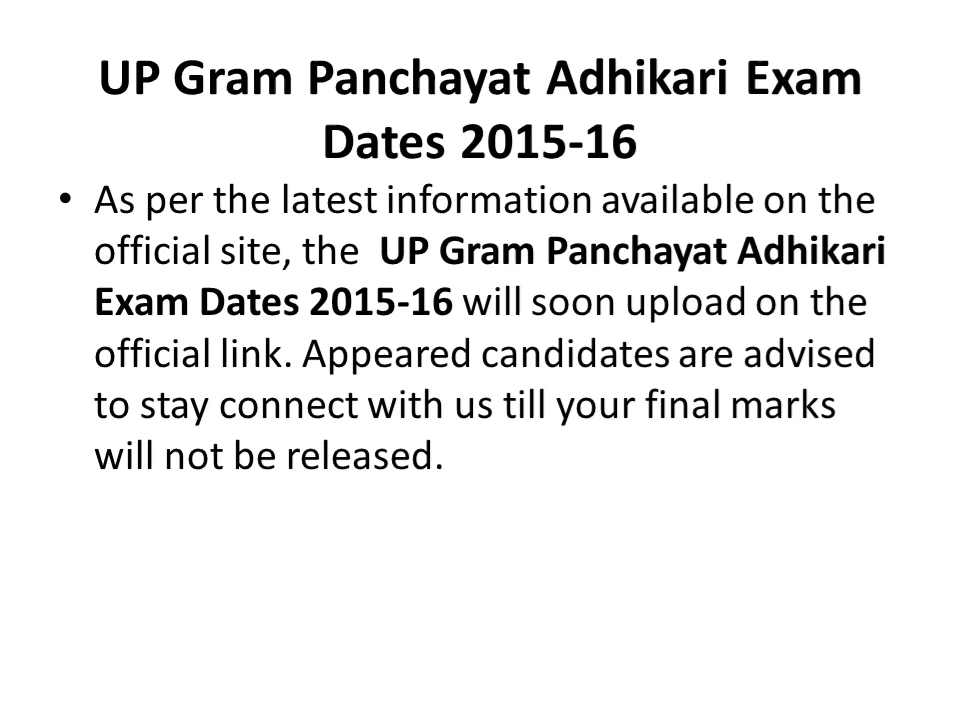 UP Gram Panchayat Adhikari Exam
Dates 2015-16
• As per the latest information available on the
official site, the  UP Gram Panchayat Adhikari
Exam Dates 2015-16 will soon upload on the
official link. Appeared candidates are advised
to stay connect with us till your final marks
will not be released.